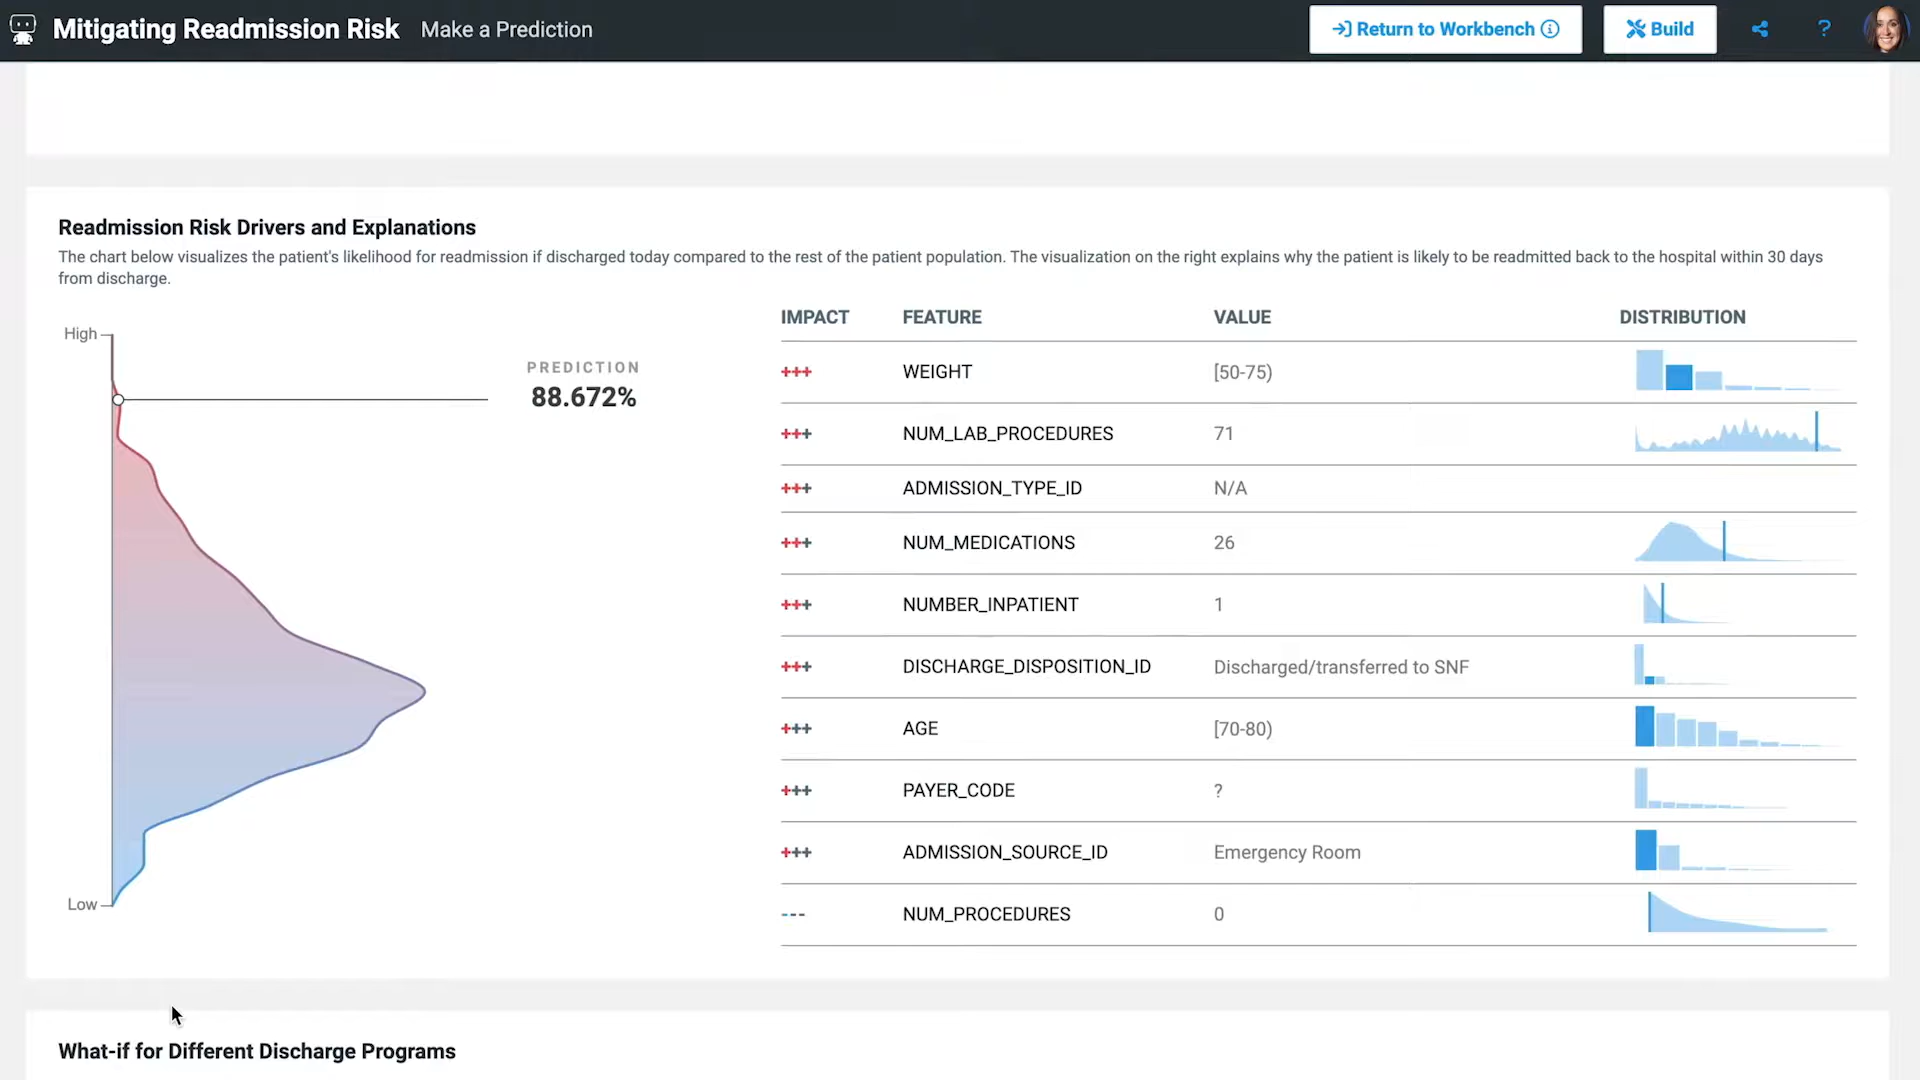 Mitigating Readmission Risk Make a Prediction Return to Workbench Build ?
Readmission Risk Drivers and Explanations
The chart below visualizes the patient's likelihood for readmission if discharged today compared to the rest of the patient population. The visualization on the right explains why the patient is likely to be readmitted back to the hospital within 30 days
from discharge.
High
PREDICTION
88.672%
Low
IMPACT FEATURE VALUE DISTRIBUTION
+++ WEIGHT [50-75)
+++ NUM_LAB_PROCEDURES 71
+++ ADMISSION_TYPE_ID N/A
+++ NUM_MEDICATIONS 26
+++ NUMBER_INPATIENT 1
+++ DISCHARGE_DISPOSITION_ID Discharged/transferred to SNF
+++ AGE [70-80)
+++ PAYER_CODE ?
+++ ADMISSION_SOURCE_ID Emergency Room
--- NUM_PROCEDURES 0
What-if for Different Discharge Programs